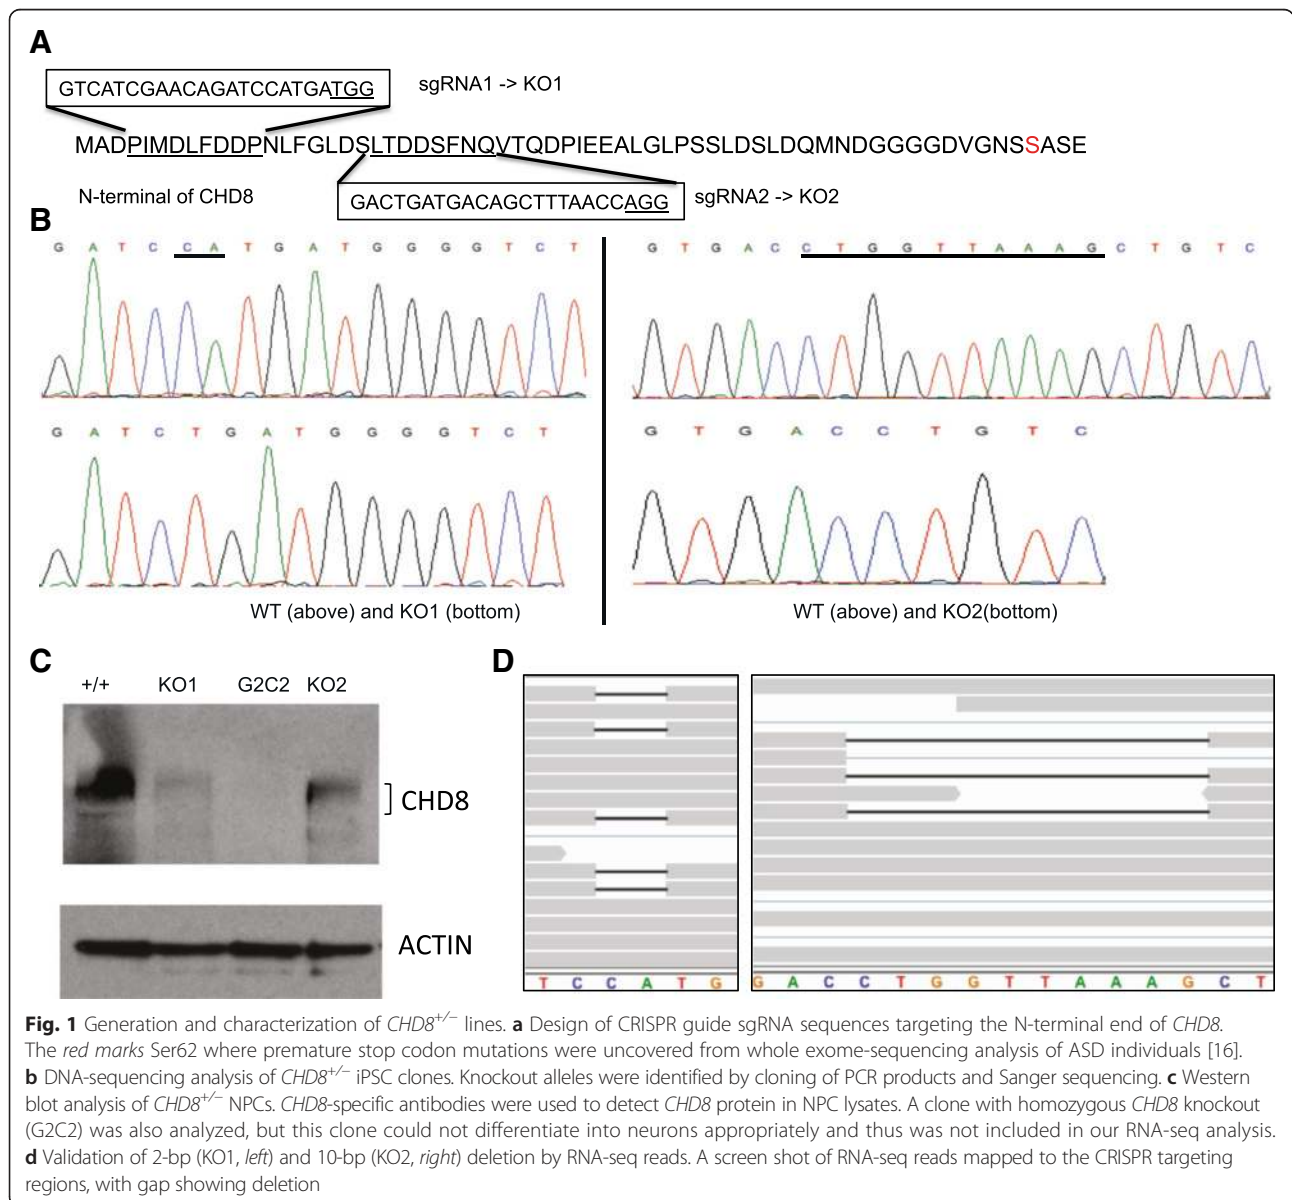 A
GTCATCGAACAGATCCATGATGG
sgRNA1 -> KO1
MADPIMDLFDDPNLFGLDSLTDDSFNQVTQDPIEEALGLPSSLDSLDQMNDGGGGDVGNSSASE
N-terminal of CHD8
GACTGATGACAGCTTTAACCAGG
sgRNA2 -> KO2
B
G A T C C A T G A T G G G G T C T
G T G A C C T G G T T A A A G C T G T C
G A T C T G A T G G G G T C T
G T G A C C T G T C
WT (above) and KO1 (bottom)
WT (above) and KO2(bottom)
C
+/+ KO1 G2C2 KO2
CHD8
ACTIN
D
T C C A T G
G A C C T G G T T A A A G C T
Fig. 1 Generation and characterization of CHD8+/− lines. a Design of CRISPR guide sgRNA sequences targeting the N-terminal end of CHD8.
The red marks Ser62 where premature stop codon mutations were uncovered from whole exome-sequencing analysis of ASD individuals [16].
b DNA-sequencing analysis of CHD8+/− iPSC clones. Knockout alleles were identified by cloning of PCR products and Sanger sequencing. c Western
blot analysis of CHD8+/− NPCs. CHD8-specific antibodies were used to detect CHD8 protein in NPC lysates. A clone with homozygous CHD8 knockout
(G2C2) was also analyzed, but this clone could not differentiate into neurons appropriately and thus was not included in our RNA-seq analysis.
d Validation of 2-bp (KO1, left) and 10-bp (KO2, right) deletion by RNA-seq reads. A screen shot of RNA-seq reads mapped to the CRISPR targeting
regions, with gap showing deletion